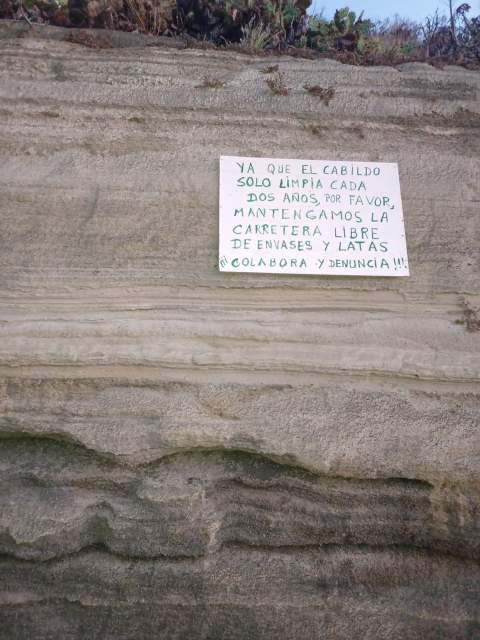 YA QUE EL CABILDO
SOLO LIMPIA CADA
DOS AÑOS, POR FAVOR,
MANTENGAMOS LA
CARRETERA LIBRE
DE ENVASES Y LATAS
¡¡¡ COLABORA Y DENUNCIA!!!